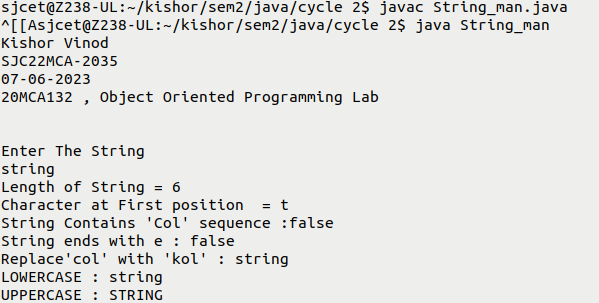 sjcet@Z238-UL:~/kishor/sem2/java/cycle 2$ javac String_man.java
^[[Asjcet@Z238-UL:~/kishor/sem2/java/cycle 2$ java String_man
Kishor Vinod
SJC22MCA-2035
07-06-2023
20MCA132 , Object Oriented Programming Lab
Enter The String
string
Length of String = 6
Character at First position  = t
String Contains 'Col' sequence :false
String ends with e : false
Replace'col' with 'kol' : string
LOWERCASE : string
UPPERCASE : STRING